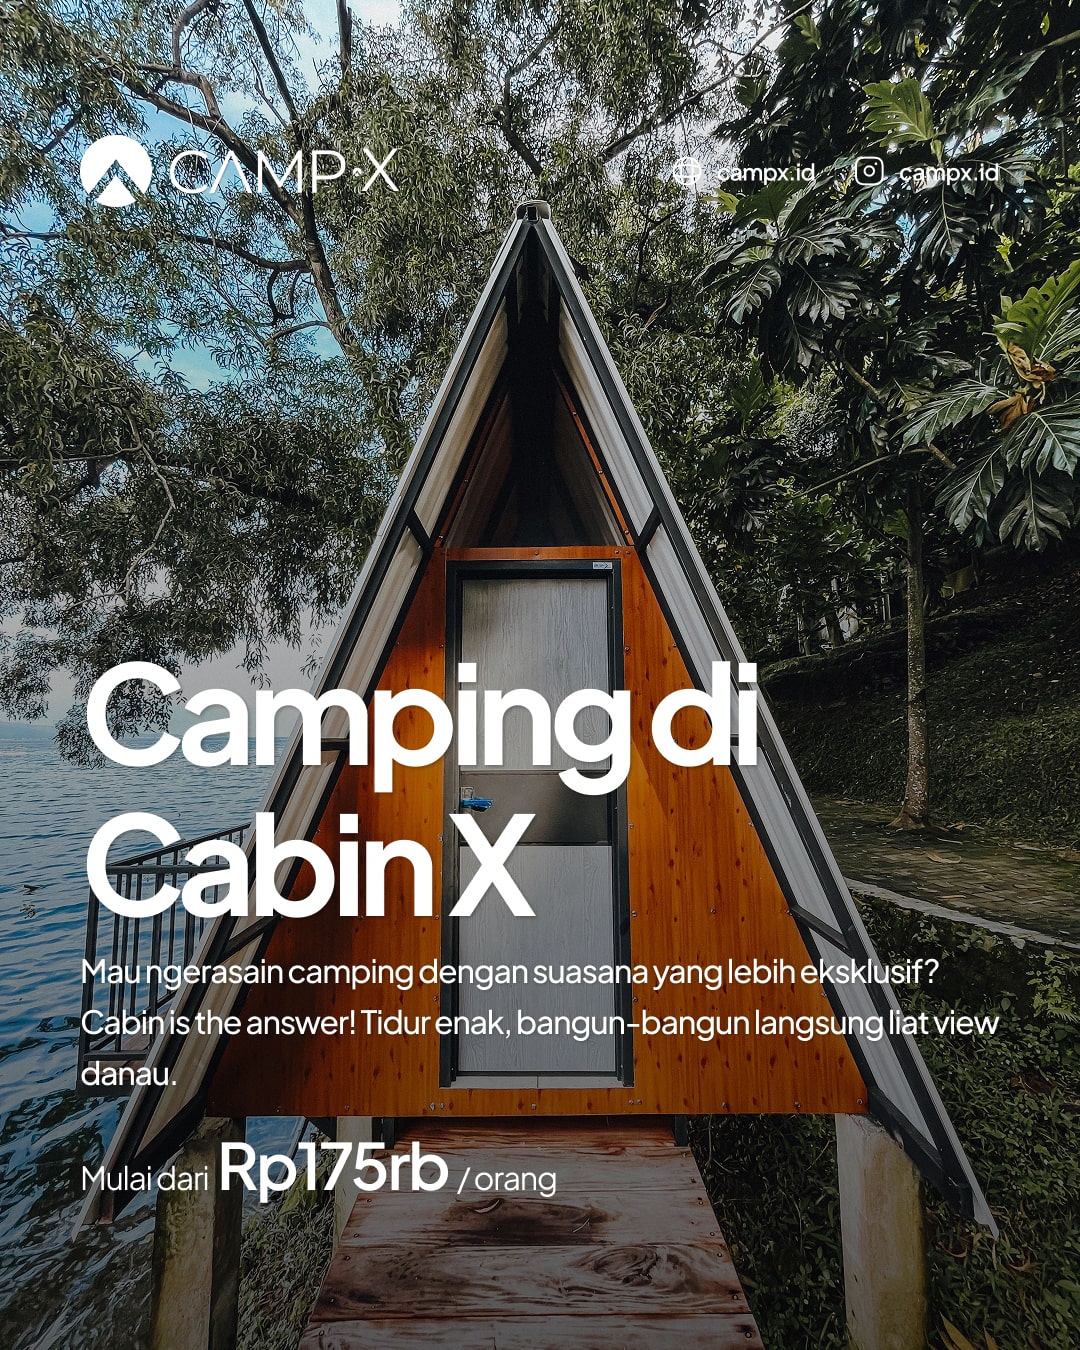 CAMP·X
campx.id campx.id
Camping di
Cabin X
Mau ngerasain camping dengan suasana yang lebih eksklusif?
Cabin is the answer! Tidur enak, bangun-bangun langsung liat view
danau.
Mulai dari Rp175rb / orang